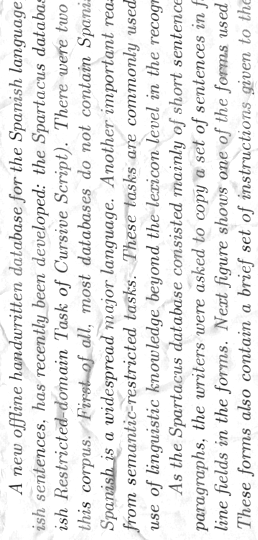 A new offline handwritten database for the Spanish language
ish sentences, has recently been developed: the Spartacus databas
ish Restricted-domain Task of Cursive Script). There were two
this corpus. First of all, most databases do not contain Spani
Spanish is a widespread major language. Another important rea
from semantic-restricted tasks. These tasks are commonly used
use of linguistic knowledge beyond the lexicon level in the recogn
As the Spartacus database consisted mainly of short sentence
paragraphs, the writers were asked to copy a set of sentences in f
line fields in the forms. Next figure shows one of the forms used
These forms also contain a brief set of instructions given to the